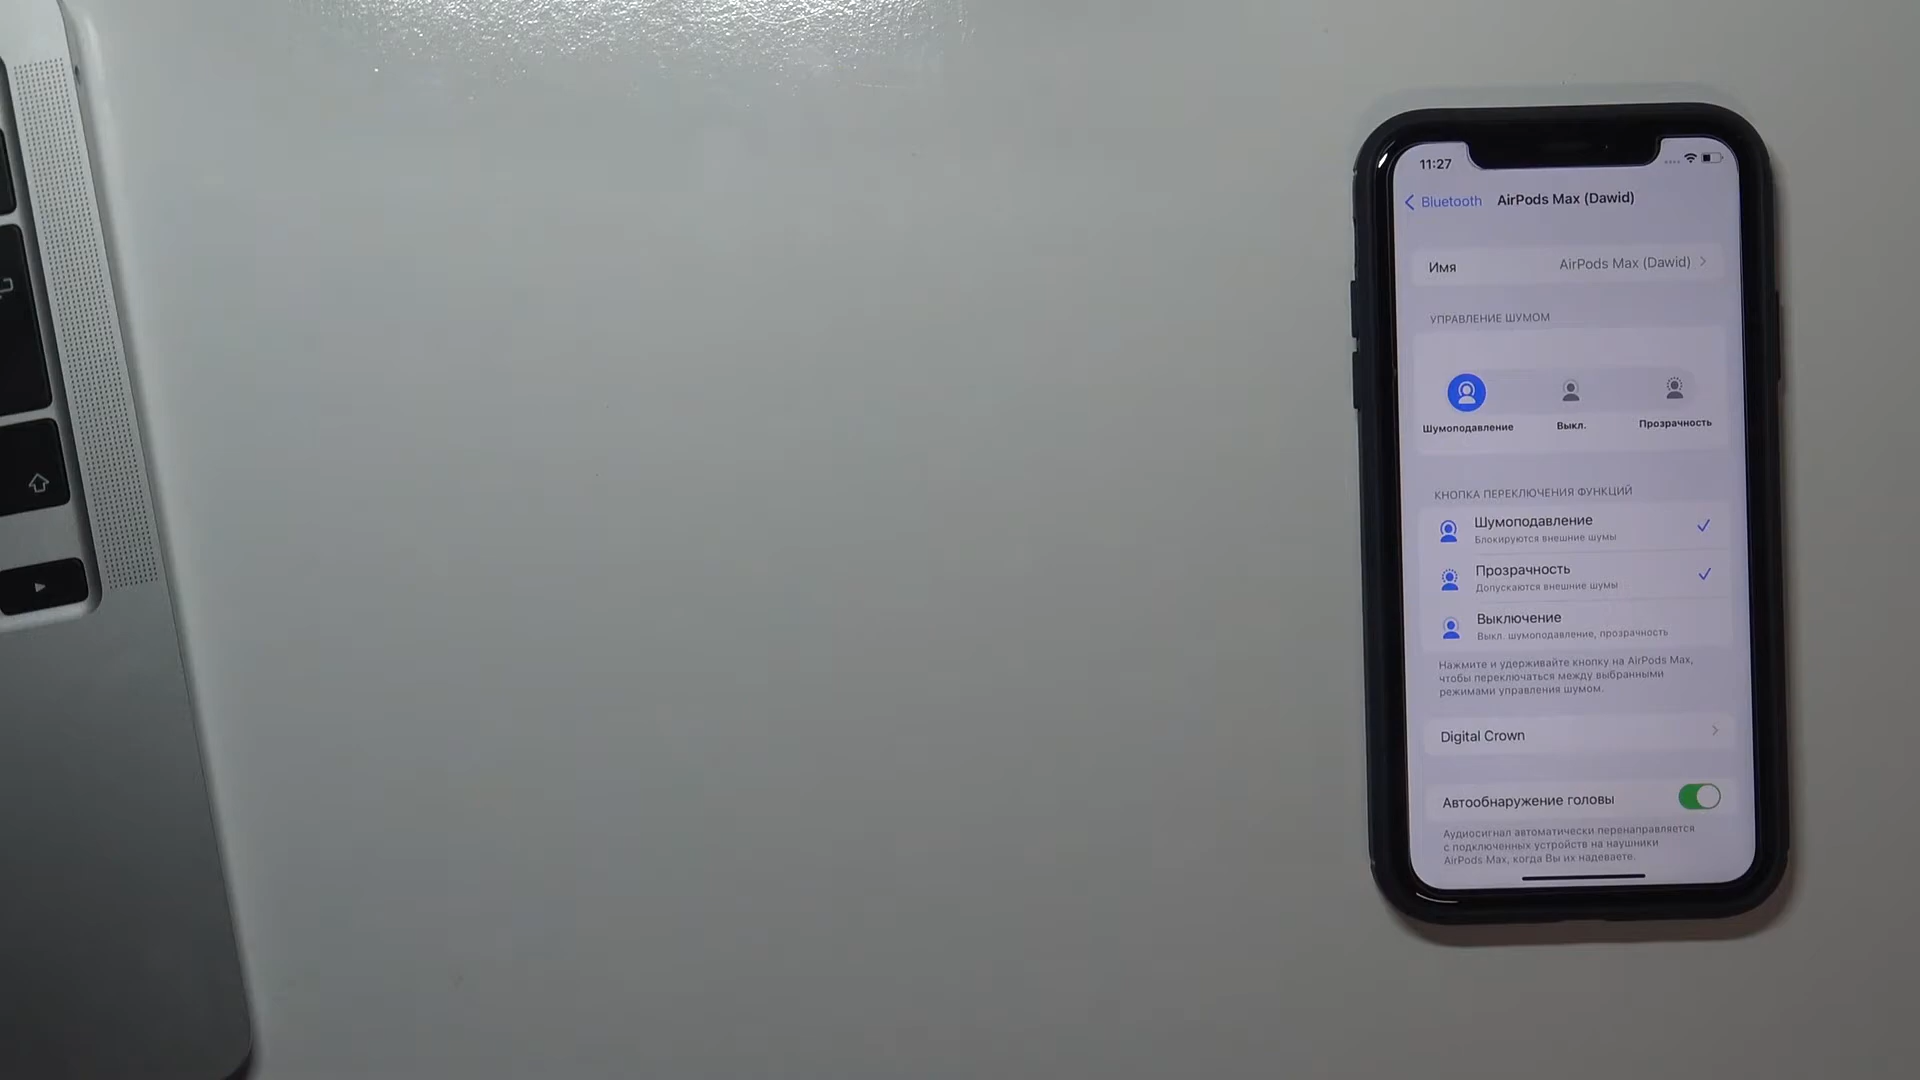 11:27
Bluetooth AirPods Max (Dawid)
Имя AirPods Max (Dawid)
УПРАВЛЕНИЕ ШУМОМ
Шумоподавление Выкл. Прозрачность
КНОПКА ПЕРЕКЛЮЧЕНИЯ ФУНКЦИЙ
Шумоподавление
Блокируются внешние шумы
Прозрачность
Допускаются внешние шумы
Выключение
Выкл. шумоподавление, прозрачность
Нажмите и удерживайте кнопку на AirPods Max,
чтобы переключаться между выбранными
режимами управления шумом.
Digital Crown
Автообнаружение головы
Аудиосигнал автоматически перенаправляется
с подключенных устройств на наушники
AirPods Max, когда Вы их надеваете.